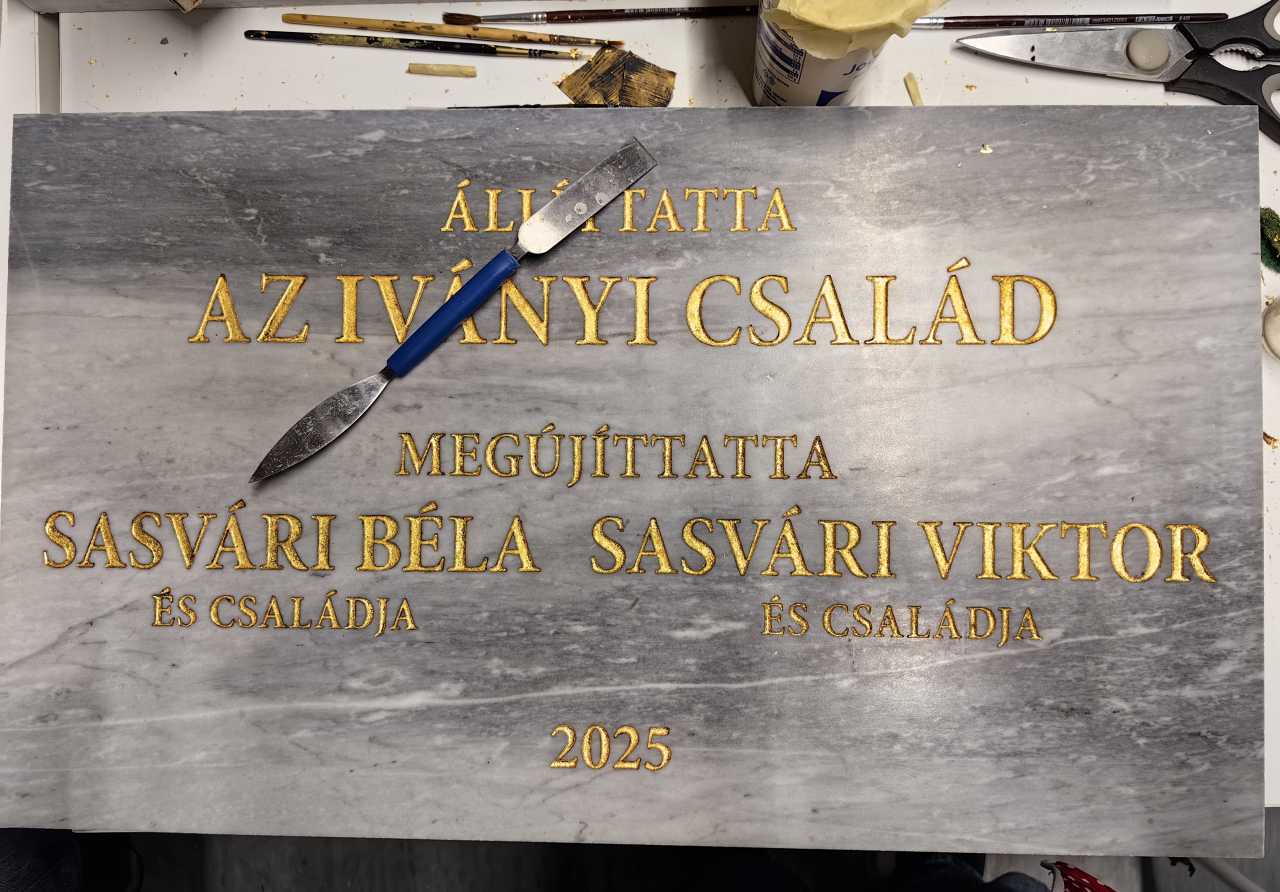 ÁLLÍTTATTA
AZ IVÁNYI CSALÁD
MEGÚJÍTTATTA
SASVÁRI BÉLA SASVÁRI VIKTOR
ÉS CSALÁDJA ÉS CSALÁDJA
2025